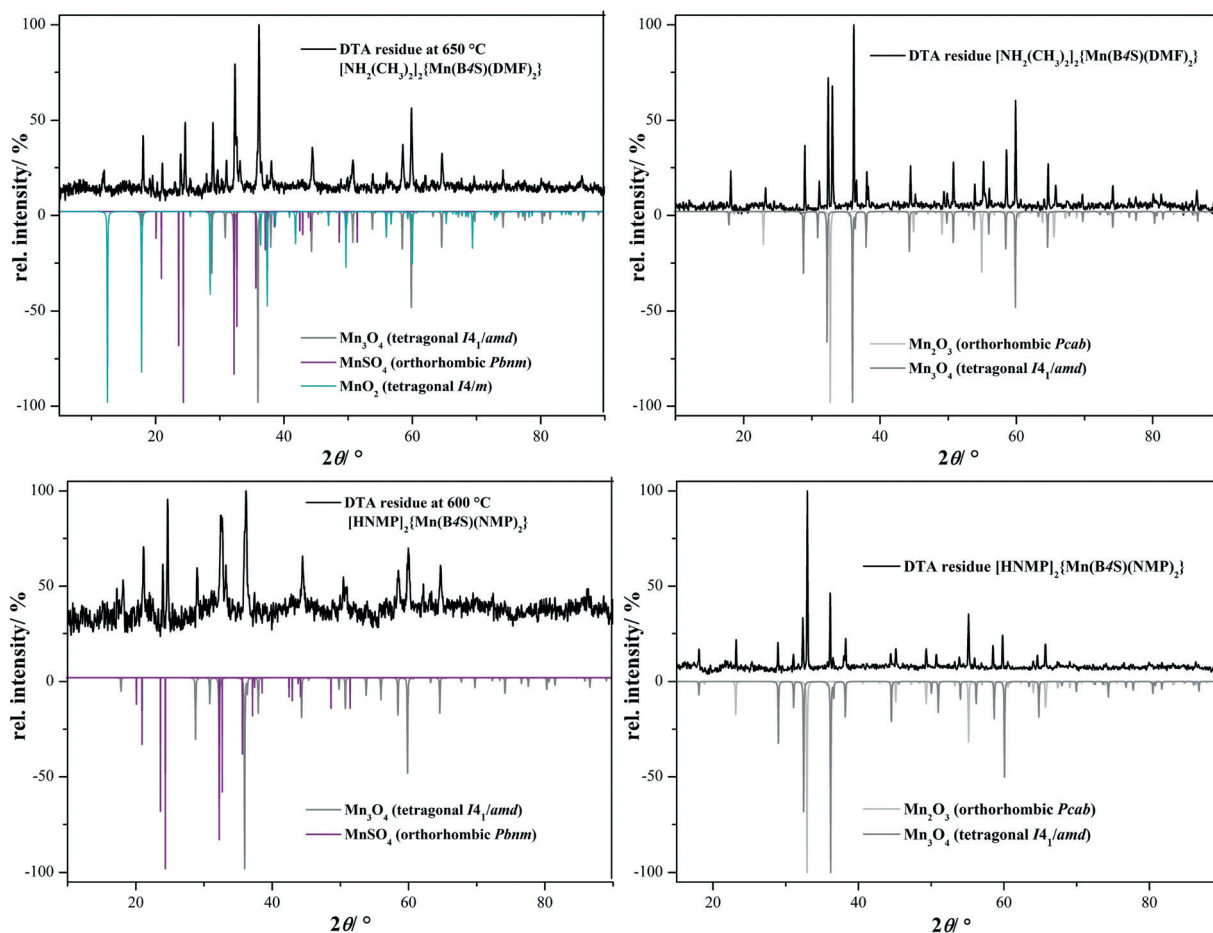 DTA residue at 650 °C
[NH₂(CH₃)₂]₂{Mn(B4S)(DMF)₂}
rel. intensity/ %
100
50
0
-50
-100
Mn₃O₄ (tetragonal I4₁/amd)
MnSO₄ (orthorhombic Pbnm)
MnO₂ (tetragonal I4/m)
20 40 60 80
2θ/ °
DTA residue [NH₂(CH₃)₂]₂{Mn(B4S)(DMF)₂}
rel. intensity/ %
100
50
0
-50
-100
Mn₂O₃ (orthorhombic Pcab)
Mn₃O₄ (tetragonal I4₁/amd)
20 40 60 80
2θ/ °
DTA residue at 600 °C
[HNMP]₂{Mn(B4S)(NMP)₂}
rel. intensity/ %
100
50
0
-50
-100
Mn₃O₄ (tetragonal I4₁/amd)
MnSO₄ (orthorhombic Pbnm)
20 40 60 80
2θ/ °
DTA residue [HNMP]₂{Mn(B4S)(NMP)₂}
rel. intensity/ %
100
50
0
-50
-100
Mn₂O₃ (orthorhombic Pcab)
Mn₃O₄ (tetragonal I4₁/amd)
20 40 60 80
2θ/ °